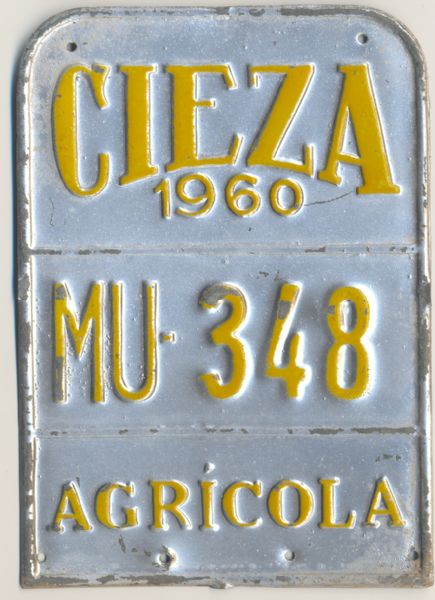 CIEZA
1960
MU-348
AGRÍCOLA